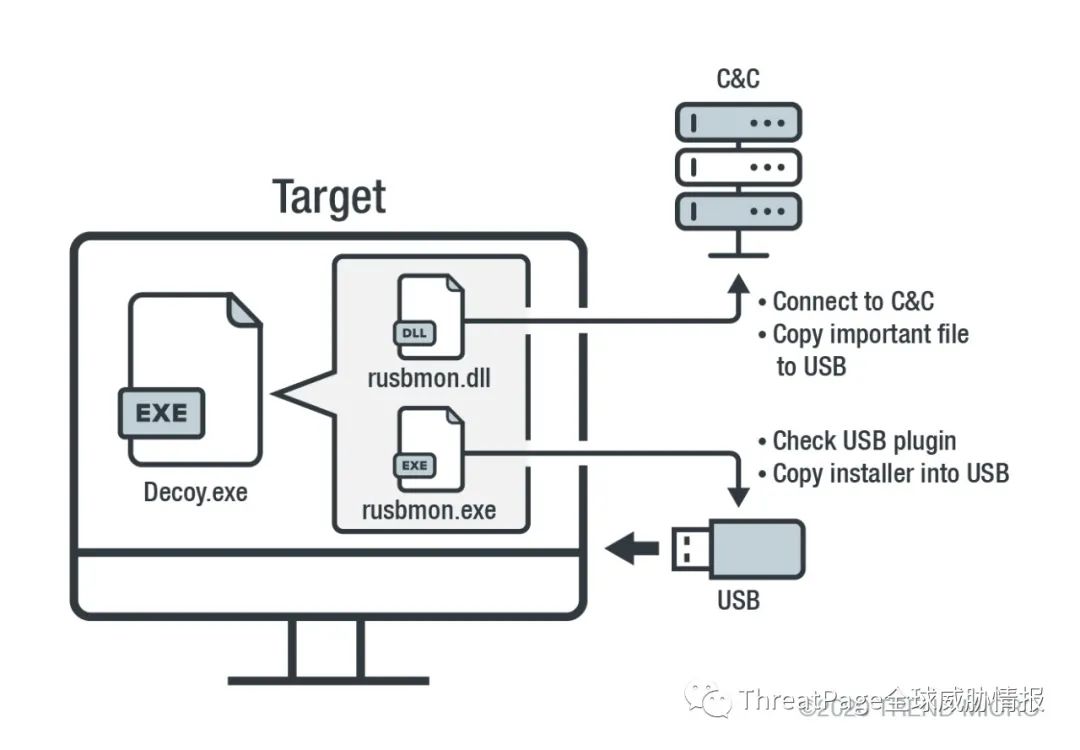 C&C
Target
DLL
rusbmon.dll
EXE
Decoy.exe
EXE
rusbmon.exe
• Connect to C&C
• Copy important file
to USB
• Check USB plugin
• Copy installer into USB
USB
ThreatPage全球威胁情报
TREND MICRO